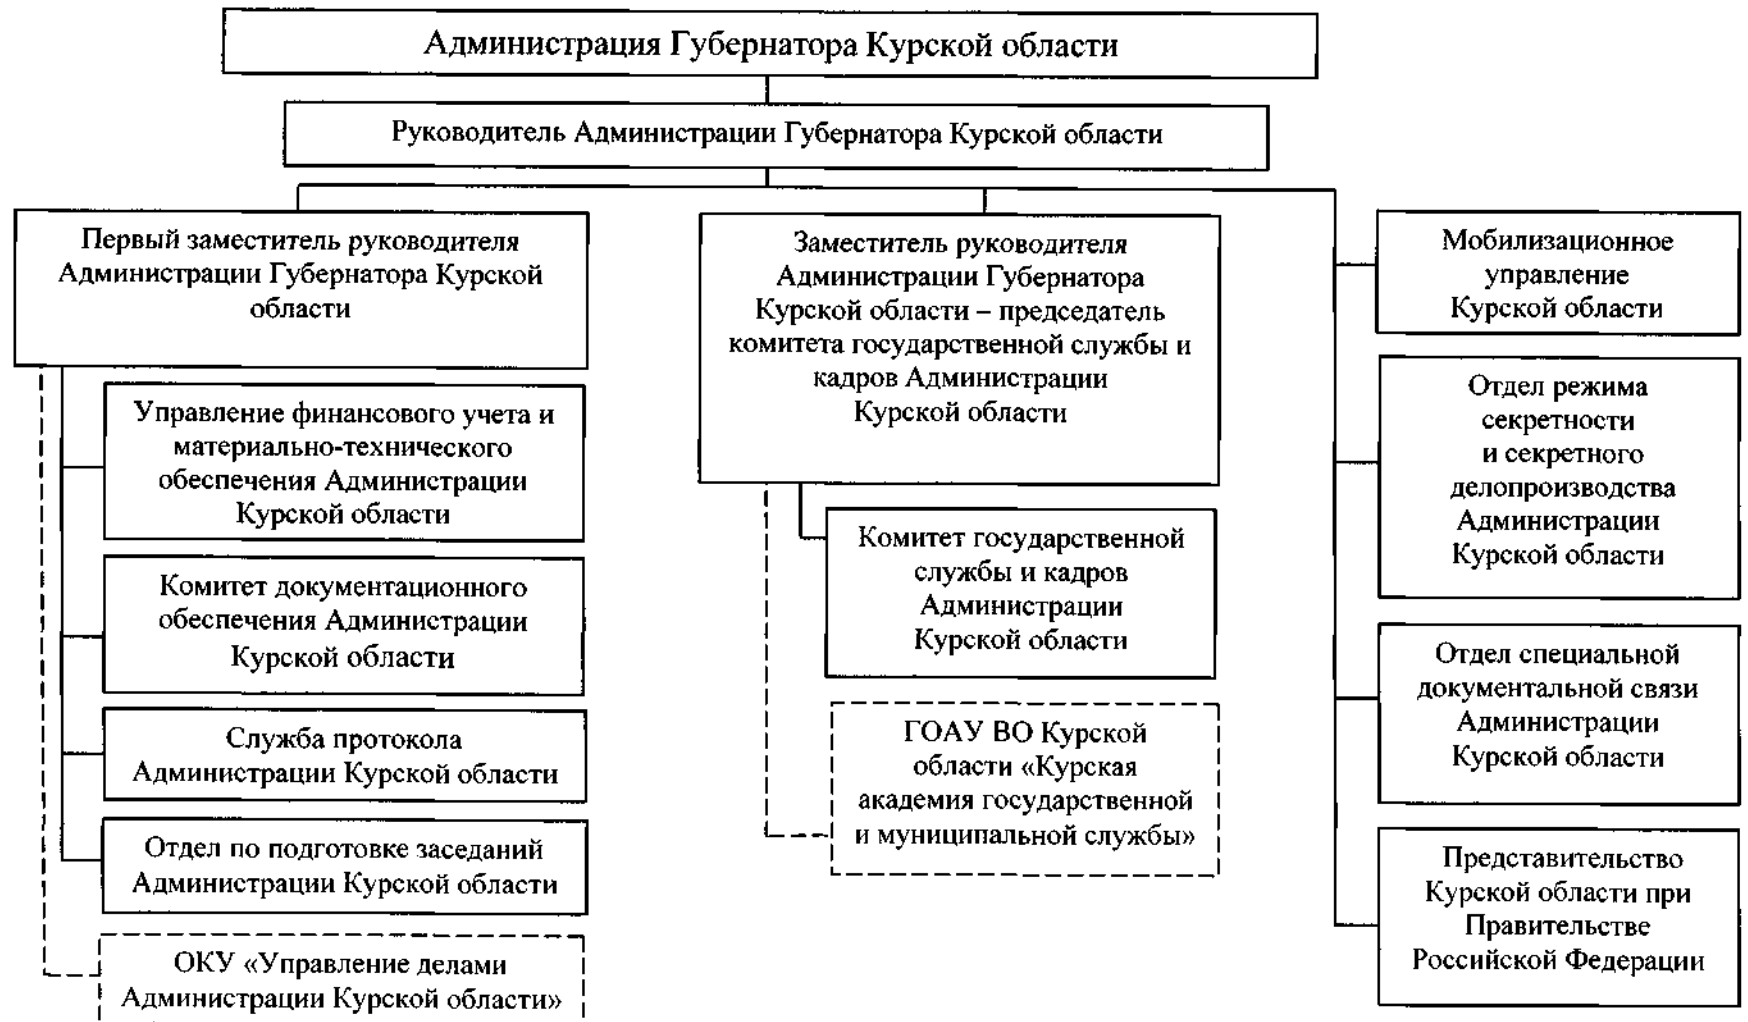 Администрация Губернатора Курской области
Руководитель Администрации Губернатора Курской области
Первый заместитель руководителя
Администрации Губернатора Курской
области
Управление финансового учета и
материально-технического
обеспечения Администрации
Курской области
Комитет документационного
обеспечения Администрации
Курской области
Служба протокола
Администрации Курской области
Отдел по подготовке заседаний
Администрации Курской области
ОКУ «Управление делами
Администрации Курской области»
Заместитель руководителя
Администрации Губернатора
Курской области – председатель
комитета государственной службы и
кадров Администрации
Курской области
Комитет государственной
службы и кадров
Администрации
Курской области
ГОАУ ВО Курской
области «Курская
академия государственной
и муниципальной службы»
Мобилизационное
управление
Курской области
Отдел режима
секретности
и секретного
делопроизводства
Администрации
Курской области
Отдел специальной
документальной связи
Администрации
Курской области
Представительство
Курской области при
Правительстве
Российской Федерации